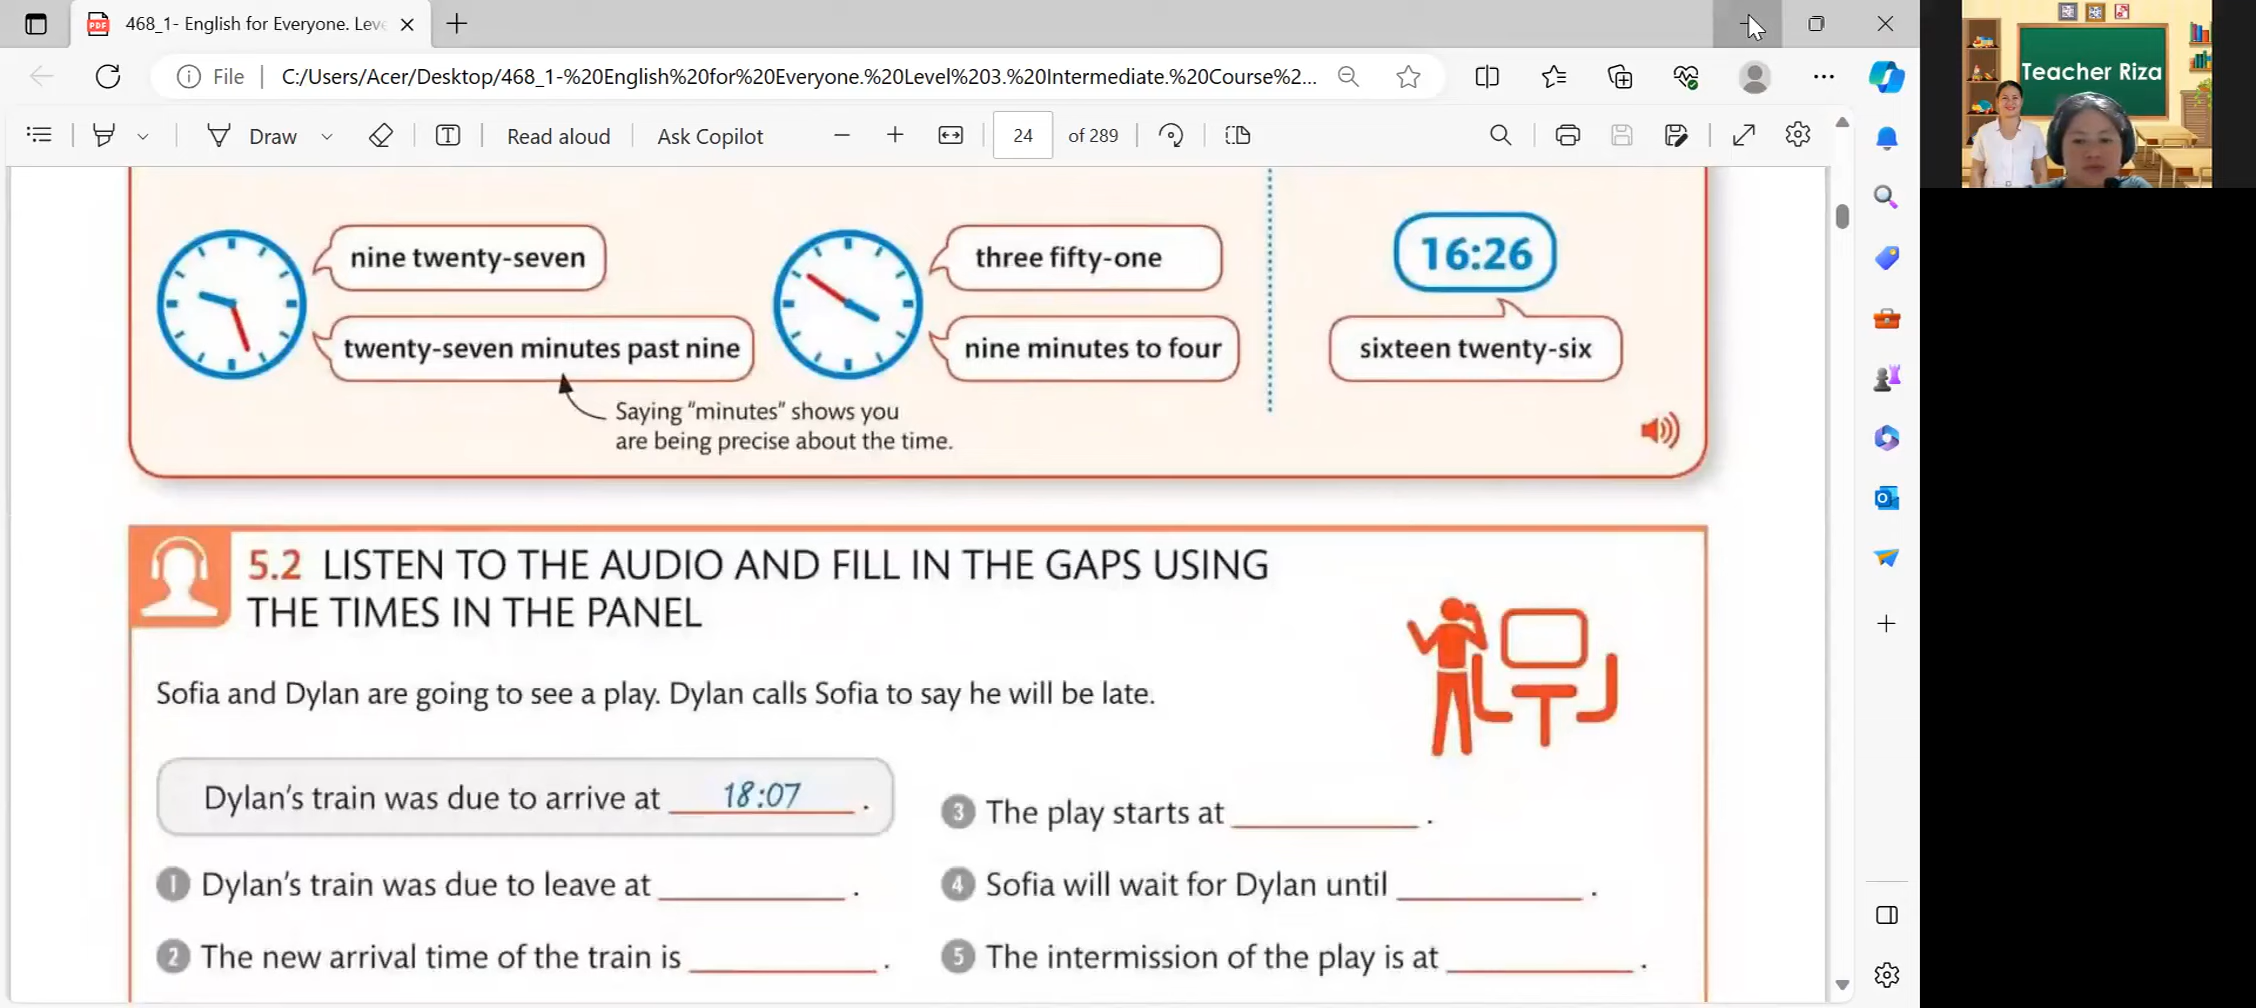 468_1- English for Everyone. Leve
File
C:/Users/Acer/Desktop/468_1-%20English%20for%20Everyone.%20Level%203.%20Intermediate.%20Course%2...
Draw
Read aloud
Ask Copilot
24
of 289
Teacher Riza
nine twenty-seven
twenty-seven minutes past nine
three fifty-one
nine minutes to four
16:26
sixteen twenty-six
Saying "minutes" shows you
are being precise about the time.
5.2 LISTEN TO THE AUDIO AND FILL IN THE GAPS USING
THE TIMES IN THE PANEL
Sofia and Dylan are going to see a play. Dylan calls Sofia to say he will be late.
Dylan's train was due to arrive at 18:07.
1 Dylan's train was due to leave at ________.
2 The new arrival time of the train is ________.
3 The play starts at ________.
4 Sofia will wait for Dylan until ________.
5 The intermission of the play is at ________.